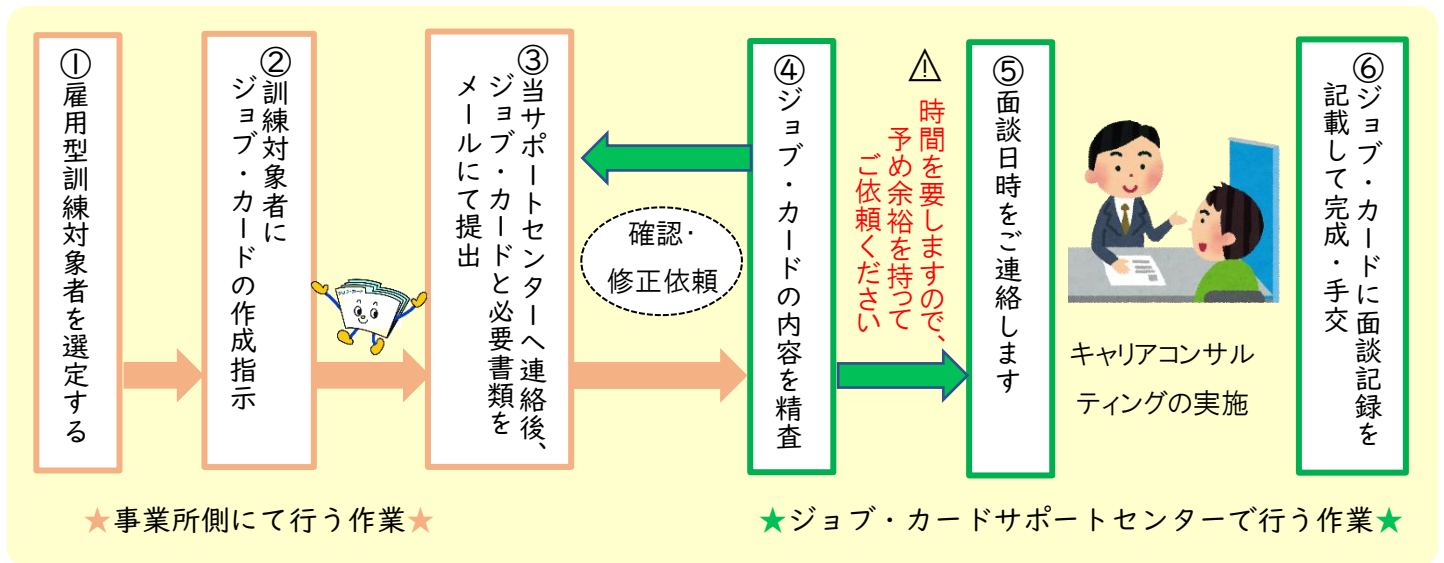 ①雇用型訓練対象者を選定する
②訓練対象者に
ジョブ・カードの作成指示
③当サポートセンターへ連絡後、
ジョブ・カードと必要書類を
メールにて提出
確認・
修正依頼
④ジョブ・カードの内容を精査
⚠
時間を要しますので、
予め余裕を持って
ご依頼ください
⑤面談日時をご連絡します
キャリアコンサル
ティングの実施
⑥ジョブ・カードに面談記録を
記載して完成・手交
★事業所側にて行う作業★
★ジョブ・カードサポートセンターで行う作業★